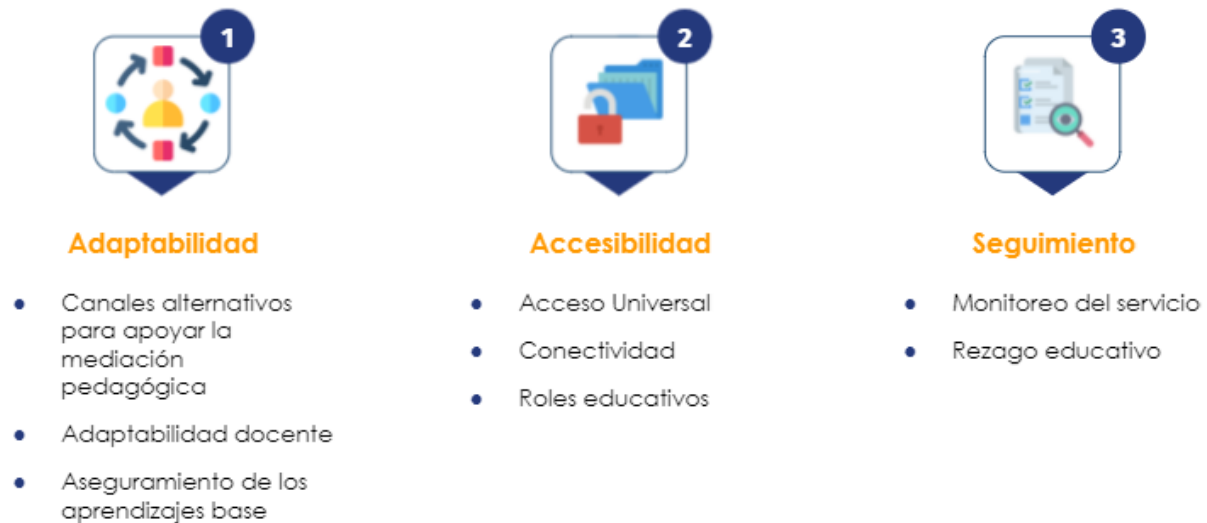 1
Adaptabilidad
Canales alternativos
para apoyar la
mediación
pedagógica
Adaptabilidad docente
Aseguramiento de los
aprendizajes base
2
Accesibilidad
Acceso Universal
Conectividad
Roles educativos
3
Seguimiento
Monitoreo del servicio
Rezago educativo